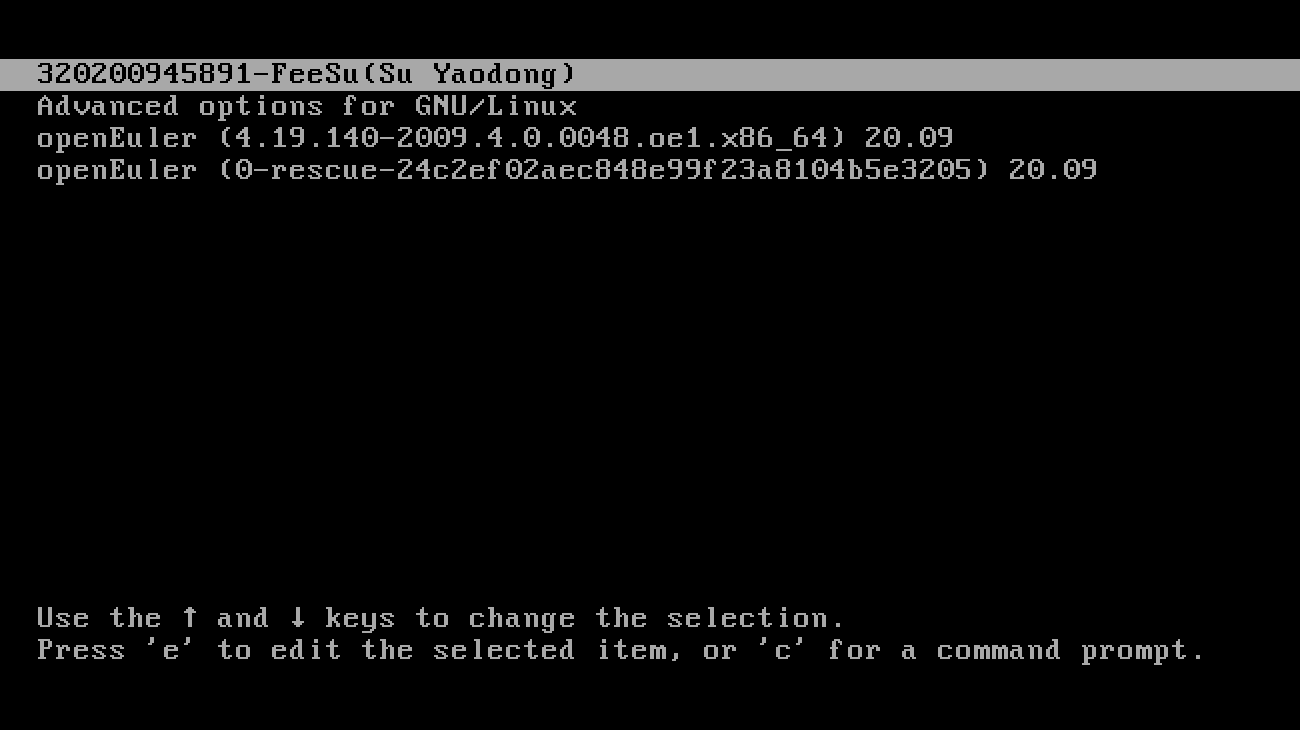 320200945891-FeeSu(Su Yaodong)
Advanced options for GNU/Linux
openEuler (4.19.140-2009.4.0.0048.oe1.x86_64) 20.09
openEuler (0-rescue-24c2ef02aec848e99f23a8104b5e3205) 20.09
Use the ↑ and ↓ keys to change the selection.
Press 'e' to edit the selected item, or 'c' for a command prompt.